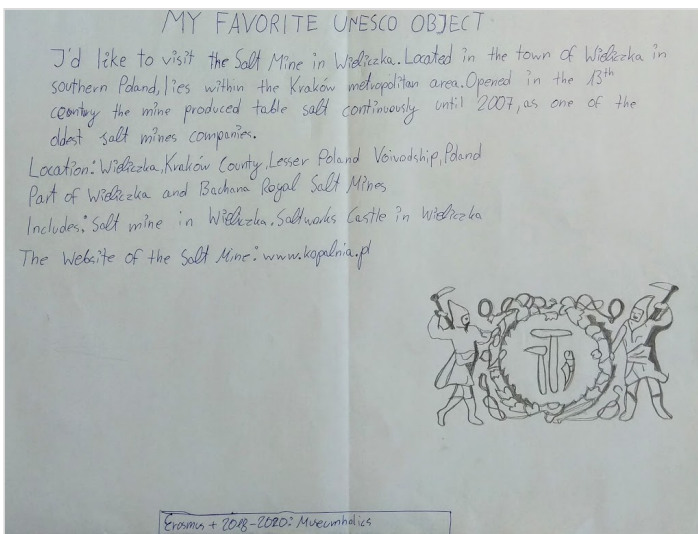 MY FAVORITE UNESCO OBJECT
I'd like to visit the Salt Mine in Wieliczka. Located in the town of Wieliczka in
southern Poland, lies within the Kraków metropolitan area. Opened in the 13th
country the mine produced table salt continuously until 2007, as one of the
oldest salt mines companies.
Location: Wieliczka, Kraków County, Lesser Poland Voivodship, Poland
Part of Wieliczka and Bachana Royal Salt Mines
Includes: Salt mine in Wieliczka. Saltworks Castle in Wieliczka
The Website of the Salt Mine: www.kopalnia.pl
Erasmus + 2018-2020: Museumholics